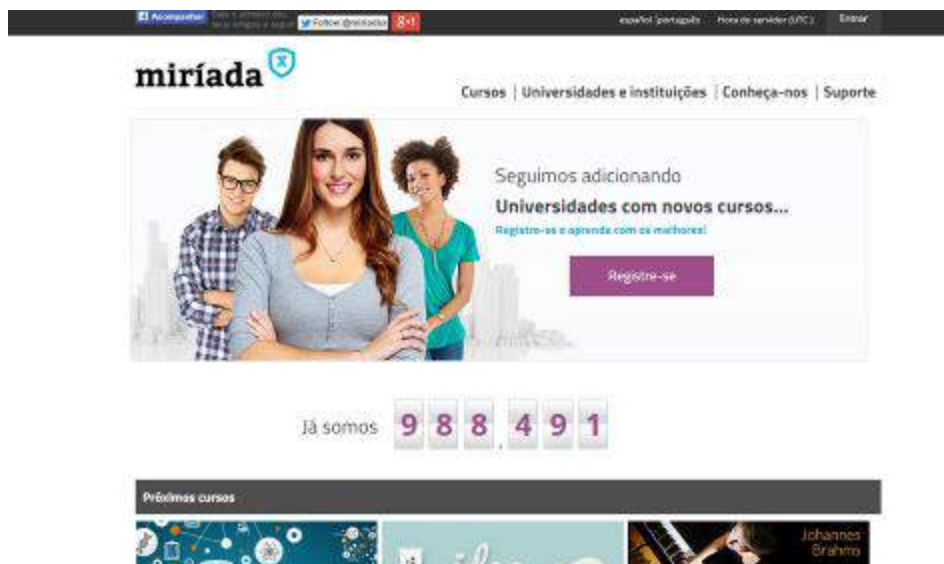 Acompanhar
Follow @miriadax
g+1
español | português
Hora do servidor (UTC)
Entrar
miríada x
Cursos | Universidades e instituições | Conheça-nos | Suporte
Seguimos adicionando
Universidades com novos cursos...
Registre-se e aprenda com os melhores!
Registre-se
Já somos 988.491
Próximos cursos
Johannes
Brahms